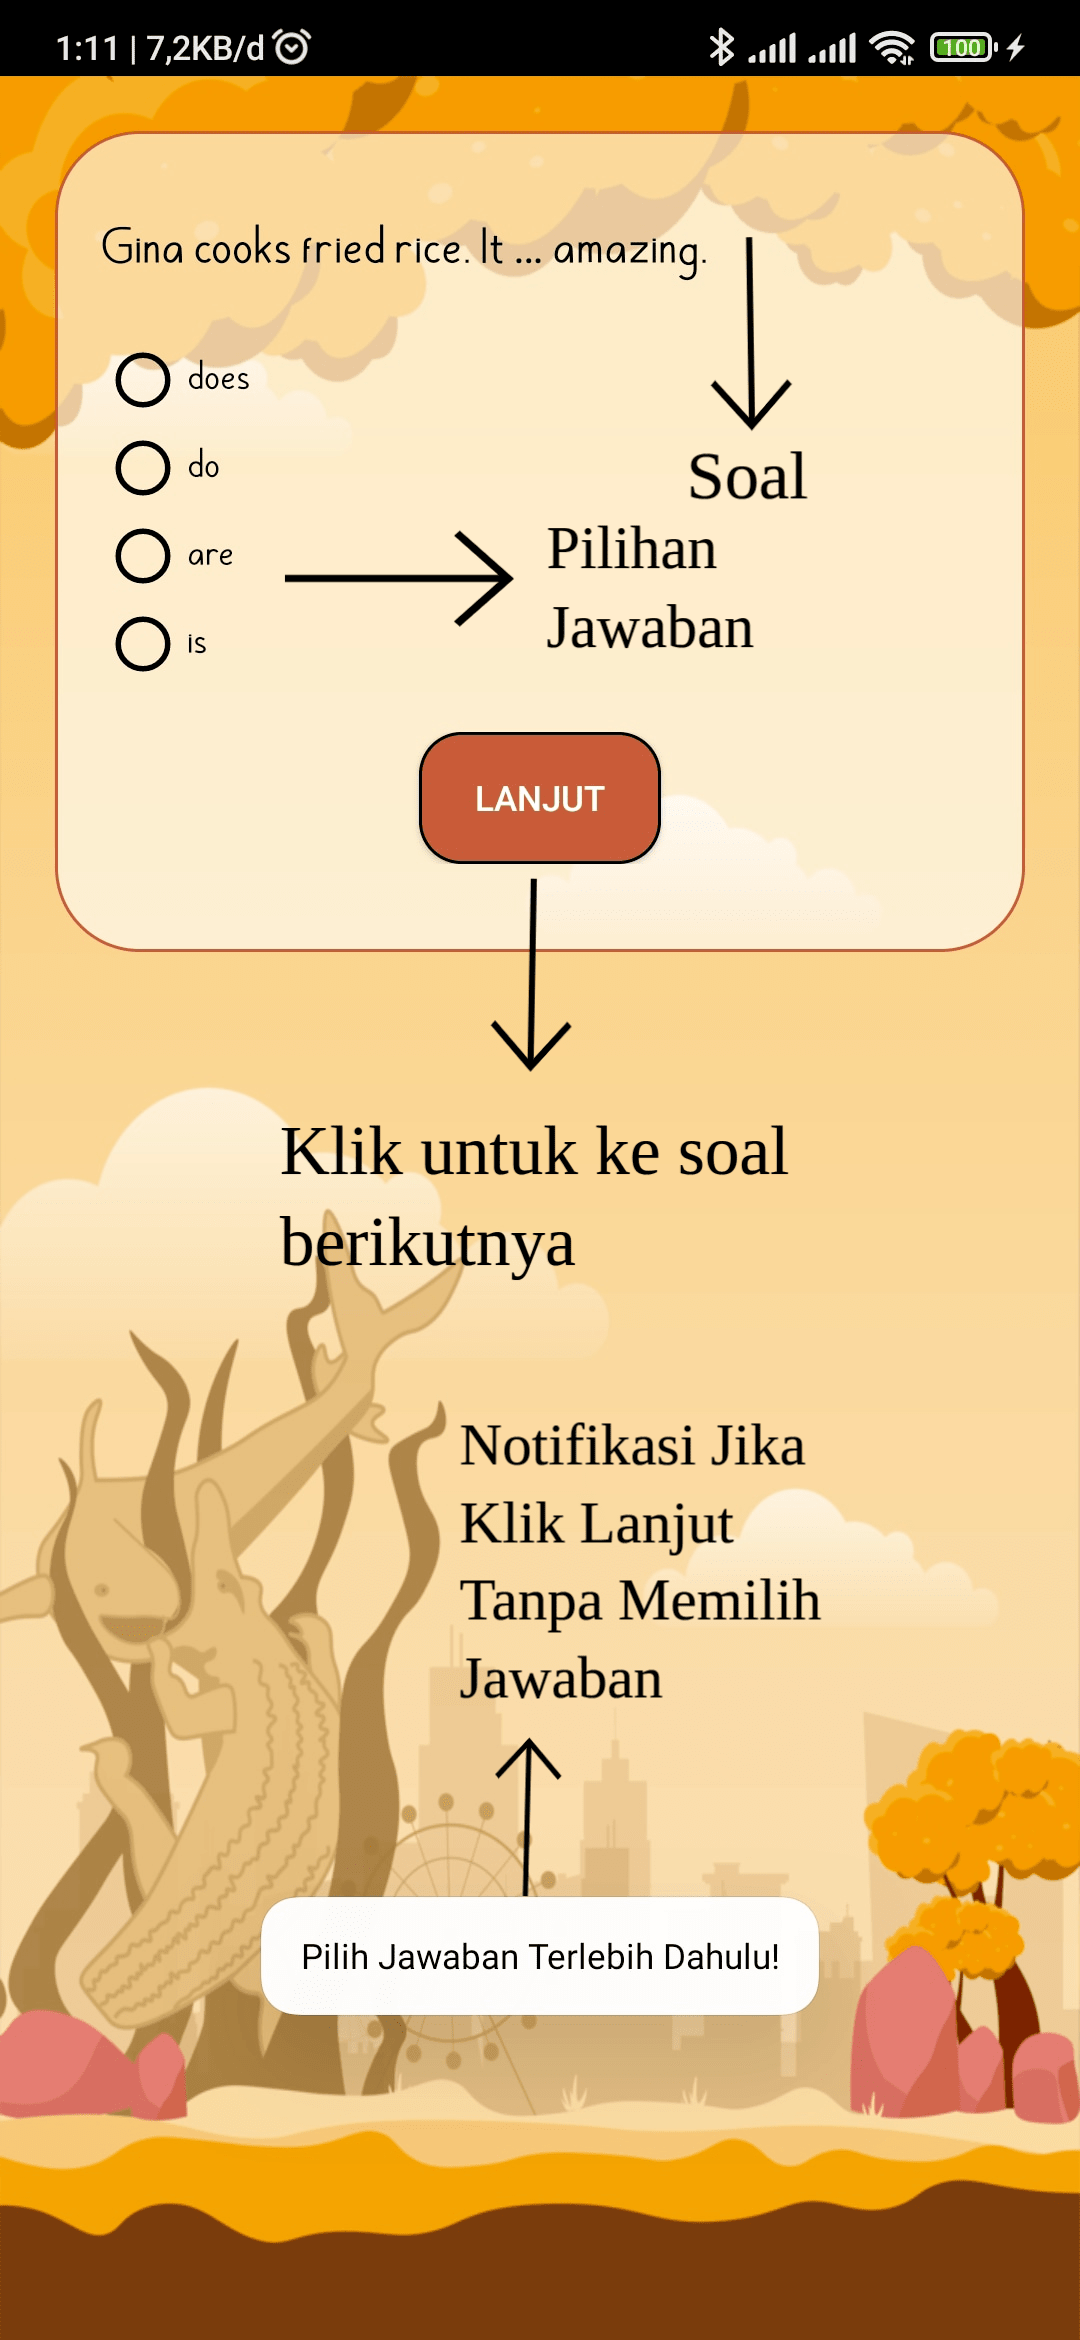 1:11 | 7,2KB/d
100
Gina cooks fried rice. It ... amazing.
does
do
are
is
Soal
Pilihan
Jawaban
LANJUT
Klik untuk ke soal
berikutnya
Notifikasi Jika
Klik Lanjut
Tanpa Memilih
Jawaban
Pilih Jawaban Terlebih Dahulu!